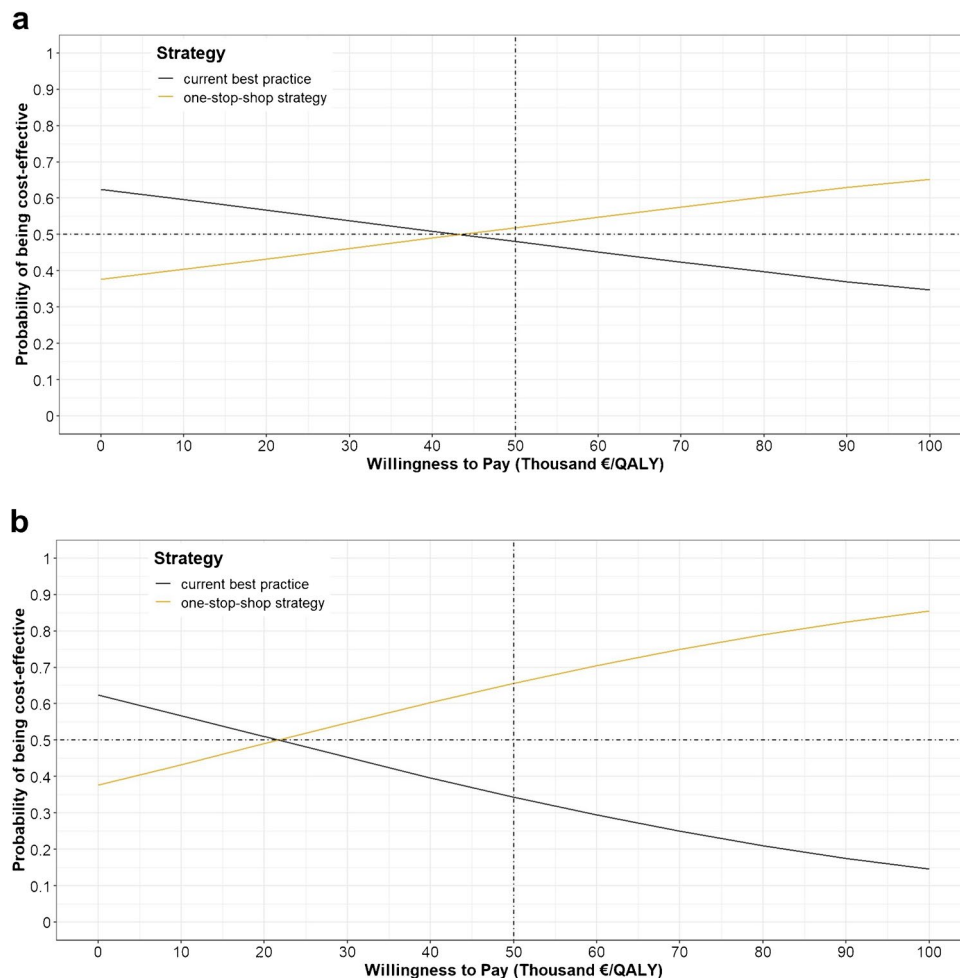 a
Strategy
current best practice
one-stop-shop strategy
Probability of being cost-effective
1
0.9
0.8
0.7
0.6
0.5
0.4
0.3
0.2
0.1
0
0 10 20 30 40 50 60 70 80 90 100
Willingness to Pay (Thousand €/QALY)
b
Strategy
current best practice
one-stop-shop strategy
Probability of being cost-effective
1
0.9
0.8
0.7
0.6
0.5
0.4
0.3
0.2
0.1
0
0 10 20 30 40 50 60 70 80 90 100
Willingness to Pay (Thousand €/QALY)